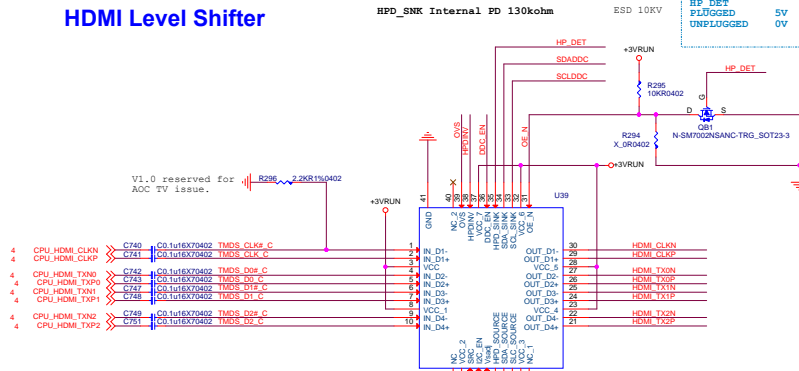 HDMI Level Shifter
HPD_SNK Internal PD 130kohm
ESD 10KV
HP_DET
PLUGGED 5V
UNPLUGGED 0V
HP_DET
SDADDC
SCLDDC
+3VRUN
R295
10KR0402
HP_DET
G
D
S
QB1
N-SM7002NSANC-TRG_SOT23-3
R294
X_0R0402
+3VRUN
OVS
HPDINV
DDC_EN
OE_N
V1.0 reserved for
AOC TV issue.
R296
2.2KR1%0402
+3VRUN
U39
41
40
39
38
37
36
35
34
33
32
31
GND
NC_2
OVS
HPDINV
VCC_7
DDC_EN
HPD_SINK
SDA_SINK
SCL_SINK
VCC_6
OE_N
4 CPU_HDMI_CLKN C740 C0.1u16X70402 TMDS_CLK#_C 1 IN_D1-
4 CPU_HDMI_CLKP C741 C0.1u16X70402 TMDS_CLK_C 2 IN_D1+
3 VCC
4 CPU_HDMI_TXN0 C742 C0.1u16X70402 TMDS_D0#_C 4 IN_D2-
4 CPU_HDMI_TXP0 C743 C0.1u16X70402 TMDS_D0_C 5 IN_D2+
4 CPU_HDMI_TXN1 C747 C0.1u16X70402 TMDS_D1#_C 6 IN_D3-
4 CPU_HDMI_TXP1 C748 C0.1u16X70402 TMDS_D1_C 7 IN_D3+
8 VCC_1
4 CPU_HDMI_TXN2 C749 C0.1u16X70402 TMDS_D2#_C 9 IN_D4-
4 CPU_HDMI_TXP2 C751 C0.1u16X70402 TMDS_D2_C 10 IN_D4+
OUT_D1- 30 HDMI_CLKN
OUT_D1+ 29 HDMI_CLKP
VCC_5 28
OUT_D2- 27 HDMI_TX0N
OUT_D2+ 26 HDMI_TX0P
OUT_D3- 25 HDMI_TX1N
OUT_D3+ 24 HDMI_TX1P
VCC_4 23
OUT_D4- 22 HDMI_TX2N
OUT_D4+ 21 HDMI_TX2P
NC
VCC_2
SRC
I2C_EN
Vsadj
HPD_SOURCE
SDA_SOURCE
SLC_SOURCE
VCC_3
NC_1